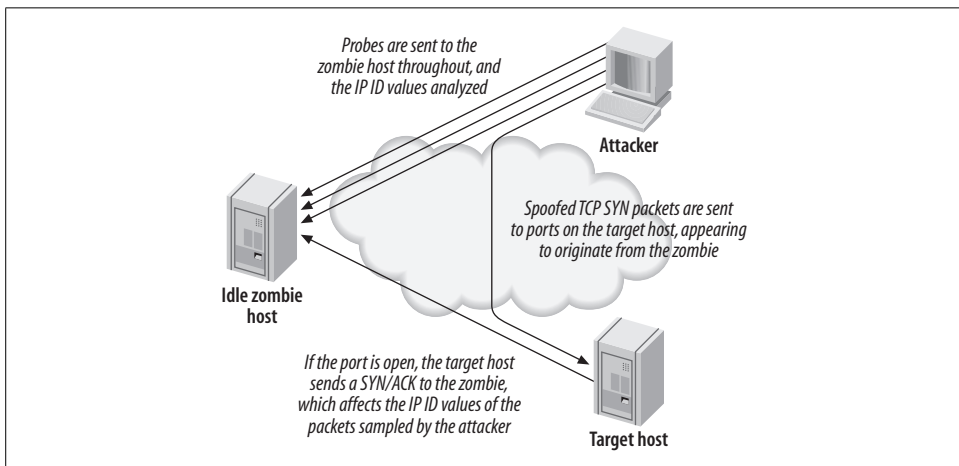 Probes are sent to the
zombie host throughout, and
the IP ID values analyzed
Attacker
Spoofed TCP SYN packets are sent
to ports on the target host, appearing
to originate from the zombie
Idle zombie
host
If the port is open, the target host
sends a SYN/ACK to the zombie,
which affects the IP ID values of the
packets sampled by the attacker
Target host